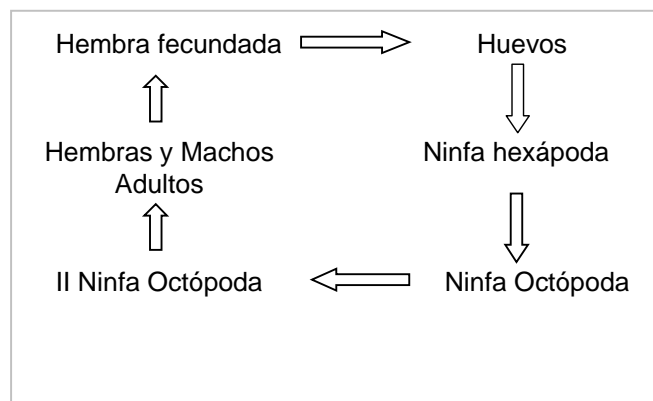 Hembra fecundada
Huevos
Ninfa hexápoda
Ninfa Octópoda
II Ninfa Octópoda
Hembras y Machos
Adultos